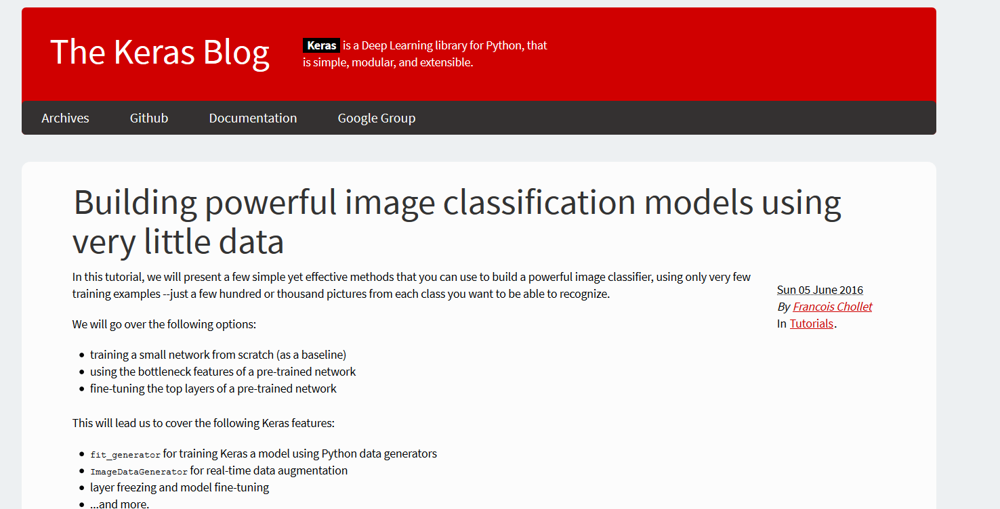 The Keras Blog
Keras is a Deep Learning library for Python, that
is simple, modular, and extensible.
Archives Github Documentation Google Group
Building powerful image classification models using
very little data
In this tutorial, we will present a few simple yet effective methods that you can use to build a powerful image classifier, using only very few
training examples --just a few hundred or thousand pictures from each class you want to be able to recognize.
Sun 05 June 2016
By Francois Chollet
In Tutorials.
We will go over the following options:
• training a small network from scratch (as a baseline)
• using the bottleneck features of a pre-trained network
• fine-tuning the top layers of a pre-trained network
This will lead us to cover the following Keras features:
• fit_generator for training Keras a model using Python data generators
• ImageDataGenerator for real-time data augmentation
• layer freezing and model fine-tuning
• ...and more.